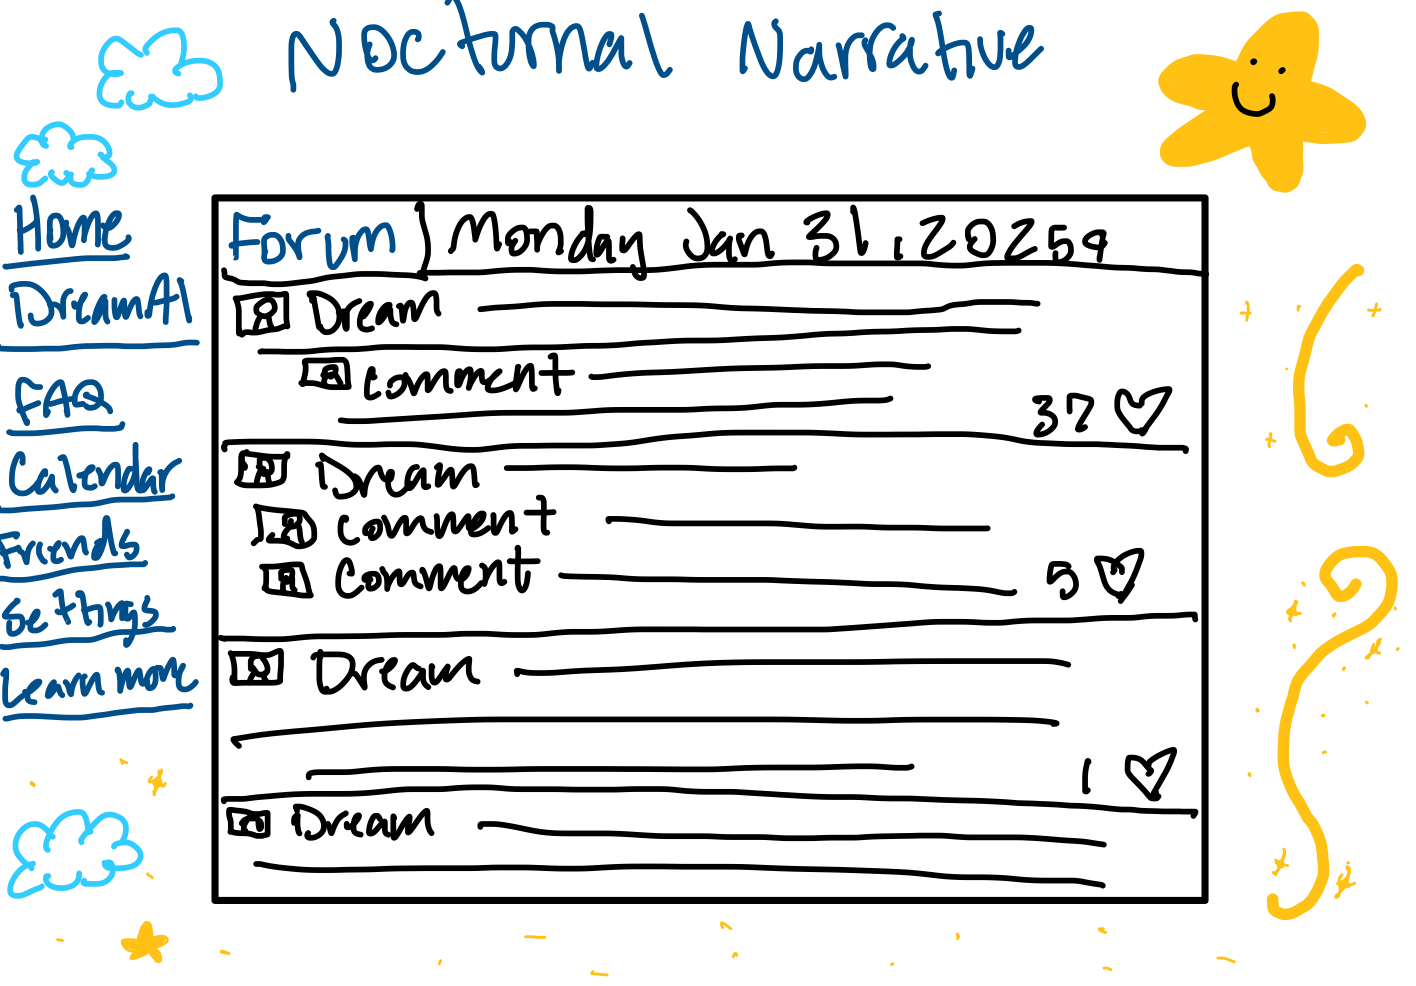 Nocturnal Narrative
Home
DreamAI
FAQ
Calendar
Friends
Settings
Learn more
Forum | Monday Jan 31, 20259
Dream
comment
37
Dream
comment
Comment
5
Dream
1
Dream